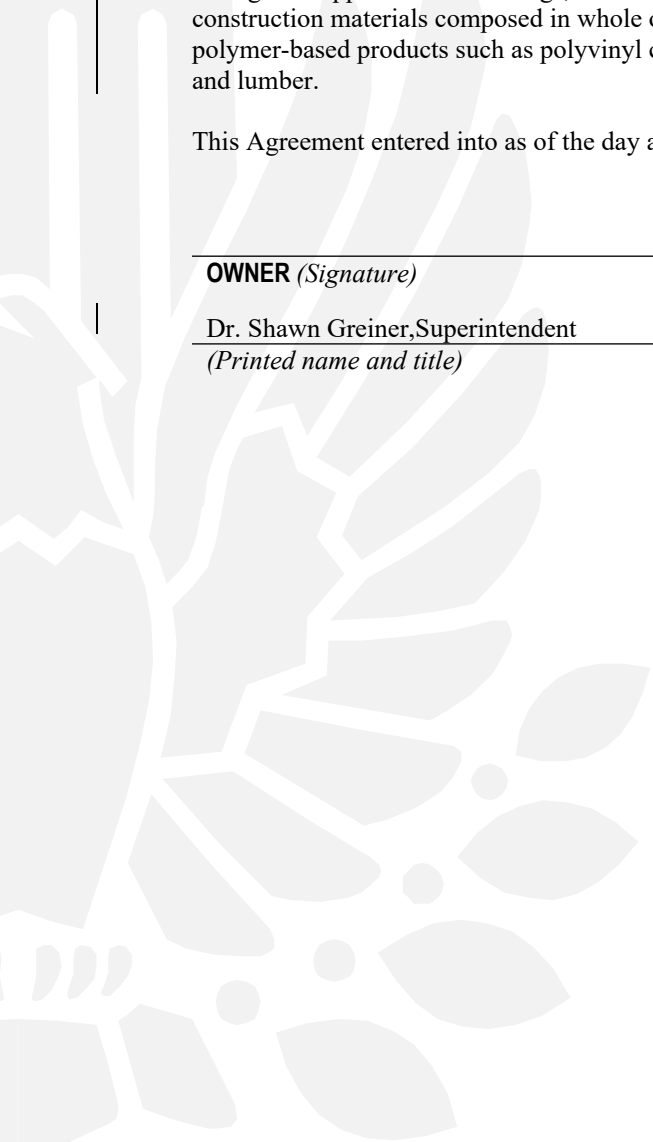 construction materials composed in whole
polymer-based products such as polyvinyl
and lumber.
This Agreement entered into as of the day
OWNER (Signature)
Dr. Shawn Greiner,Superintendent
(Printed name and title)